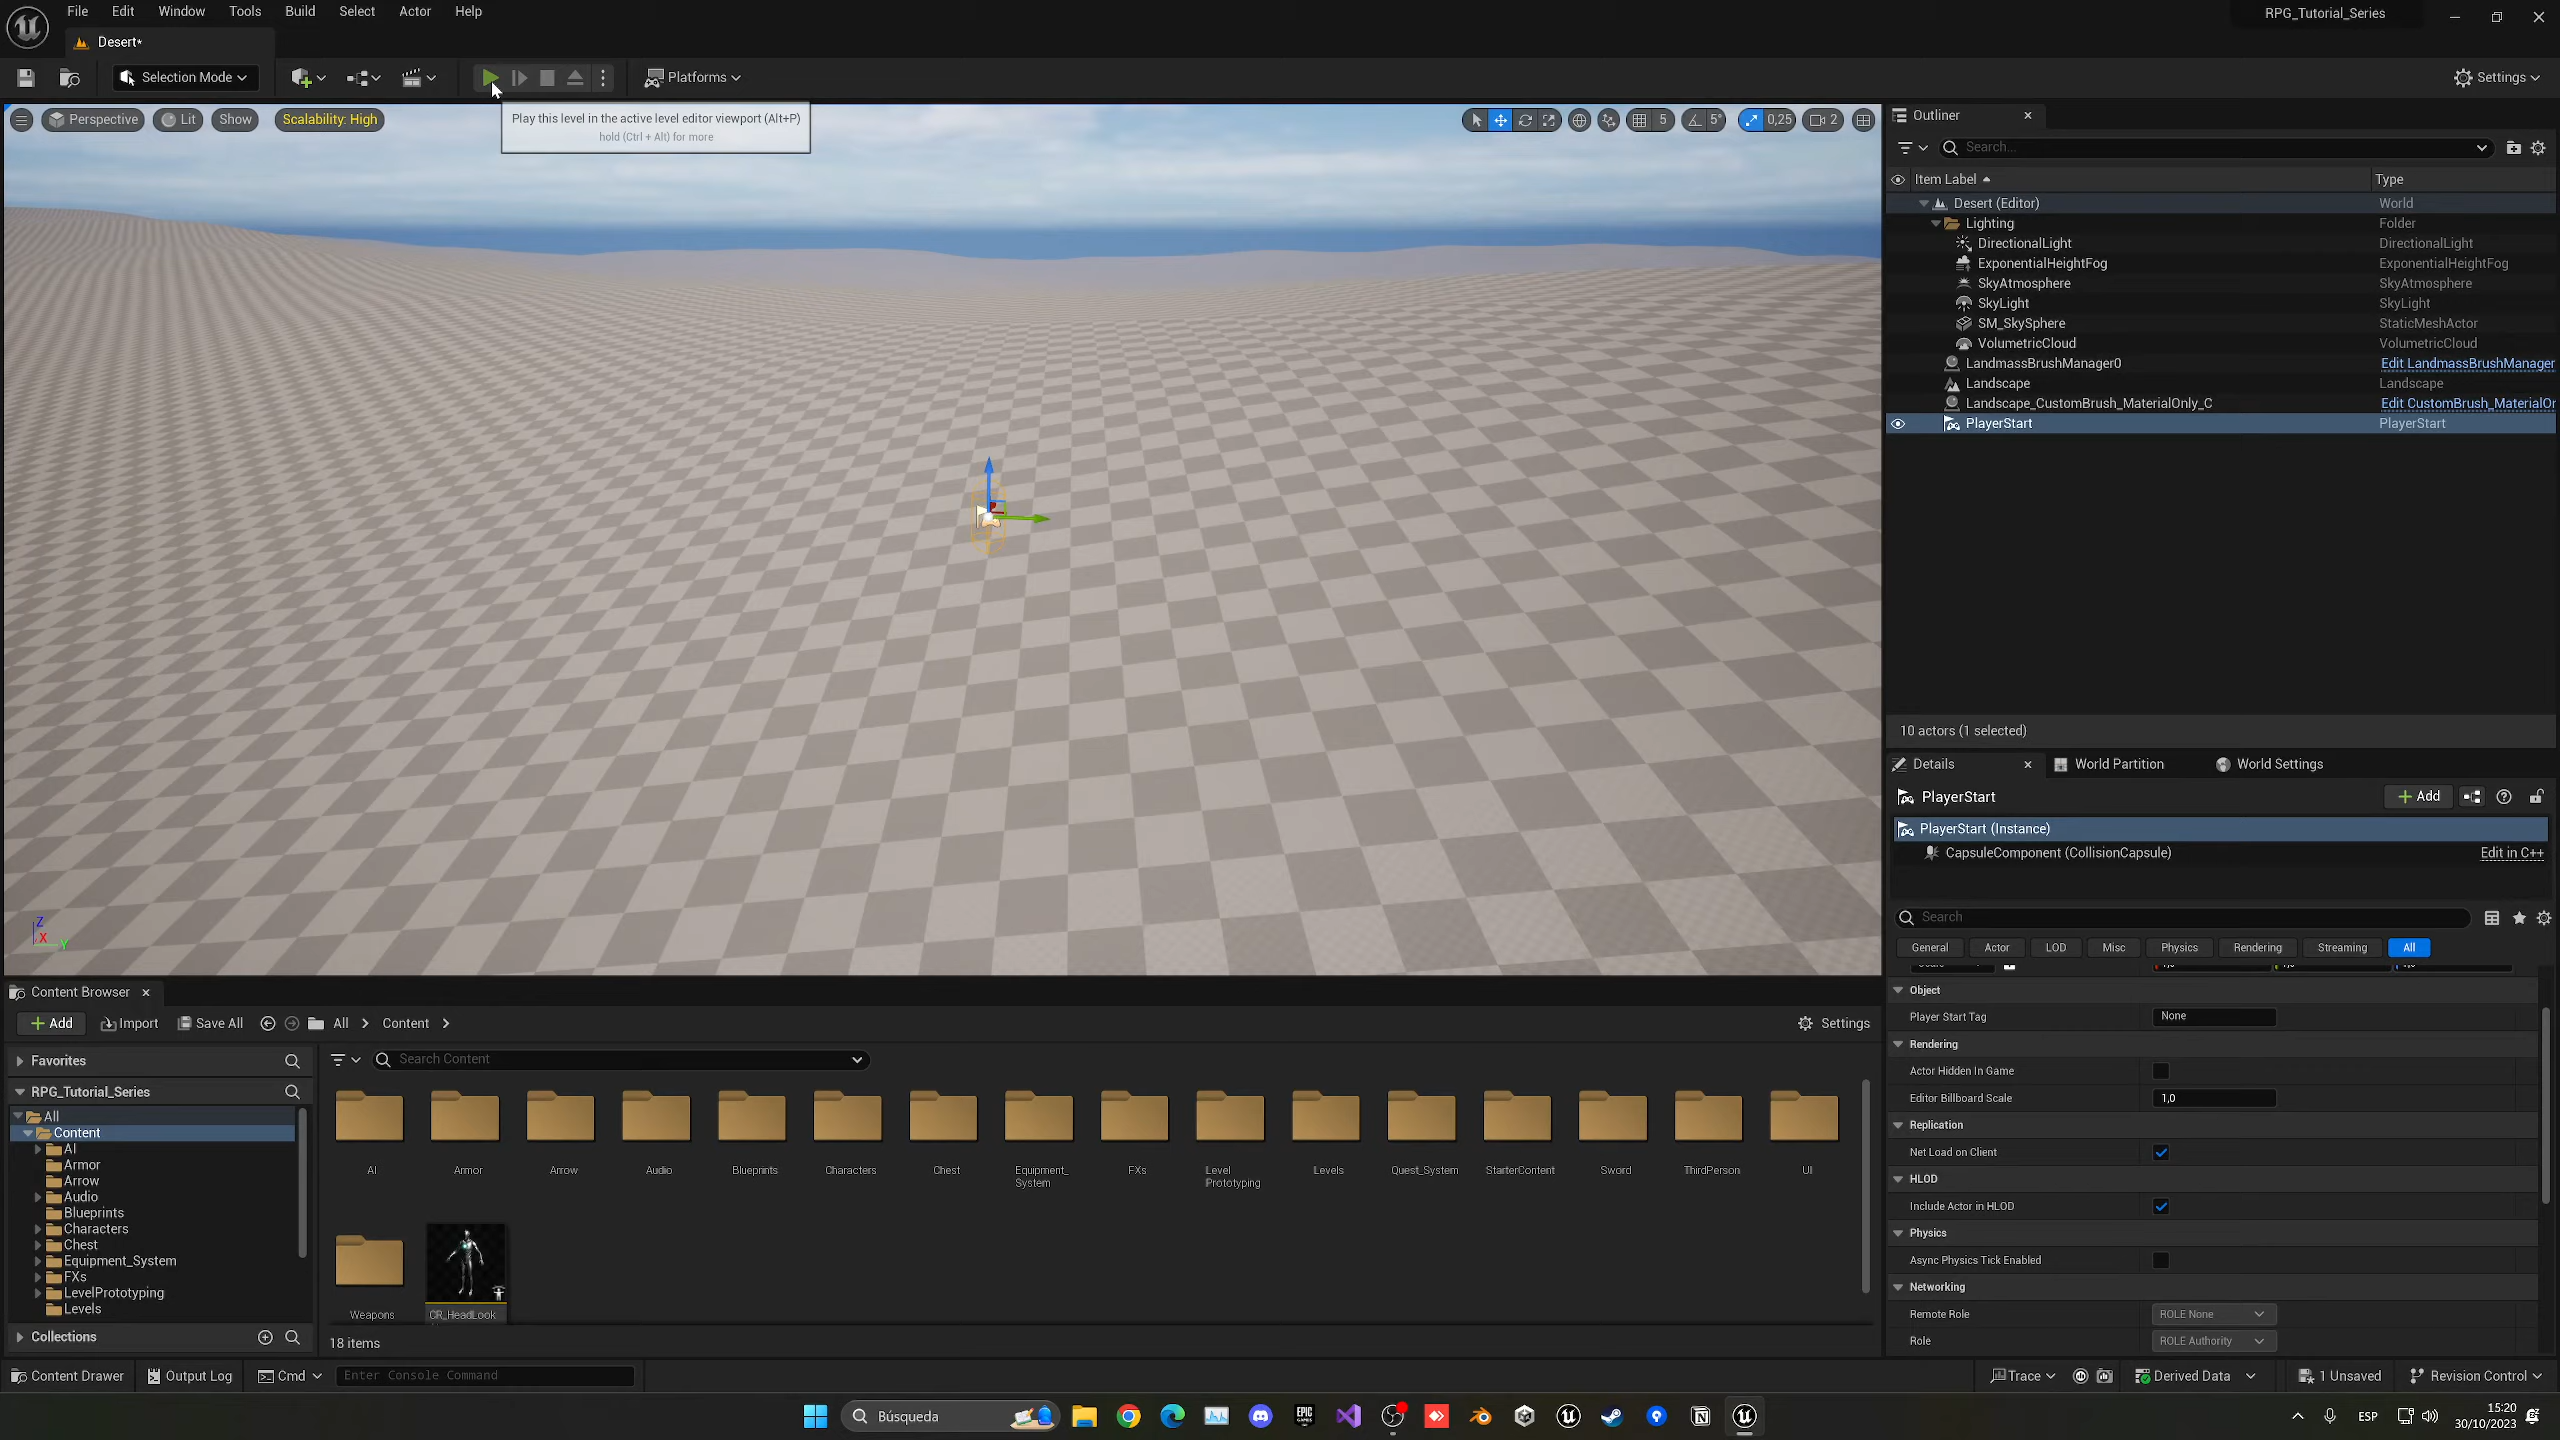 File Edit Window Tools Build Select Actor Help
RPG_Tutorial_Series
Desert*
Selection Mode
Platforms
Settings
Perspective Lit Show Scalability: High
Play this level in the active level editor viewport (Alt+P)
hold (Ctrl + Alt) for more
5 5° 0,25 2
Z
X
Y
Outliner
Search...
Item Label Type
Desert (Editor) World
Lighting Folder
DirectionalLight DirectionalLight
ExponentialHeightFog ExponentialHeightFog
SkyAtmosphere SkyAtmosphere
SkyLight SkyLight
SM_SkySphere StaticMeshActor
VolumetricCloud VolumetricCloud
LandmassBrushManager0 Edit LandmassBrushManager
Landscape Landscape
Landscape_CustomBrush_MaterialOnly_C Edit CustomBrush_MaterialOn
PlayerStart PlayerStart
10 actors (1 selected)
Details World Partition World Settings
PlayerStart Add
PlayerStart (Instance)
CapsuleComponent (CollisionCapsule) Edit in C++
Search
General Actor LOD Misc Physics Rendering Streaming All
Object
Player Start Tag None
Rendering
Actor Hidden In Game
Editor Billboard Scale 1,0
Replication
Net Load on Client
HLOD
Include Actor in HLOD
Physics
Async Physics Tick Enabled
Networking
Remote Role ROLE None
Role ROLE Authority
Content Browser
Add Import Save All All Content Settings
Favorites
RPG_Tutorial_Series
All
Content
AI
Armor
Arrow
Audio
Blueprints
Characters
Chest
Equipment_System
FXs
LevelPrototyping
Levels
Collections
Search Content
AI Armor Arrow Audio Blueprints Characters Chest Equipment_ FXs Level Levels Quest_System StarterContent Sword ThirdPerson UI
System Prototyping
Weapons CR_HeadLook
18 items
Content Drawer Output Log Cmd Enter Console Command Trace Derived Data 1 Unsaved Revision Control
Búsqueda
EPIC
GAMES
ESP
15:20
30/10/2023